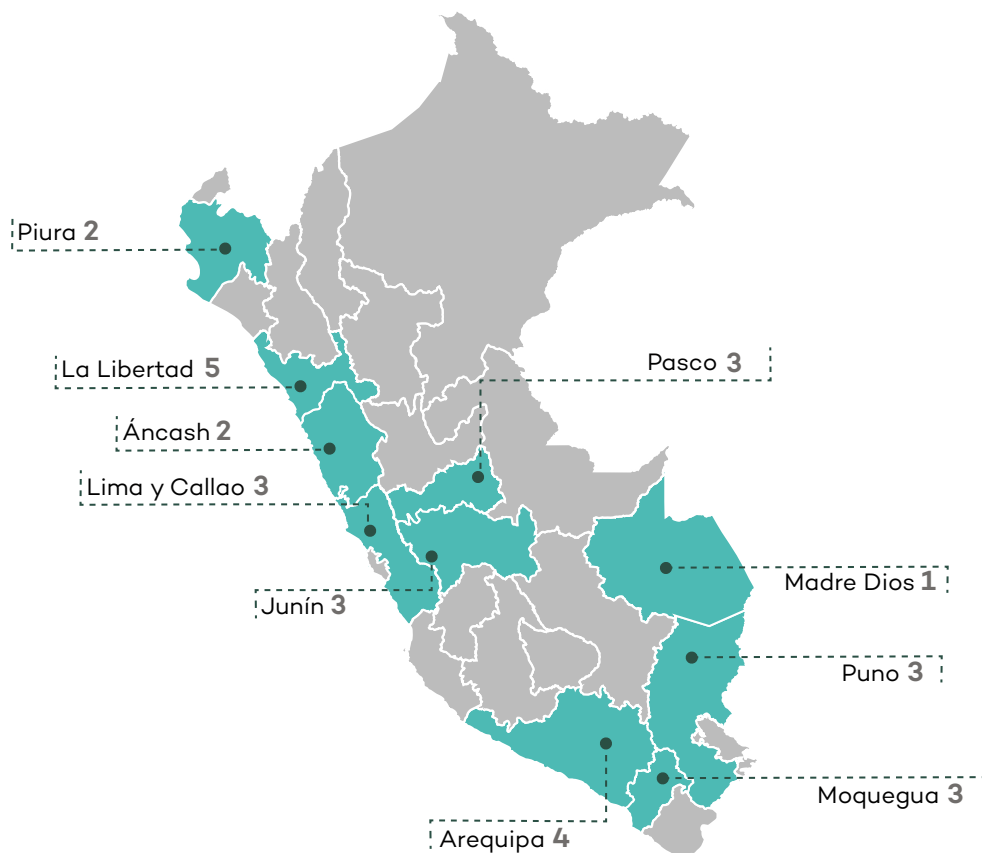 Piura 2
La Libertad 5
Pasco 3
Áncash 2
Lima y Callao 3
Madre Dios 1
Junín 3
Puno 3
Moquegua 3
Arequipa 4